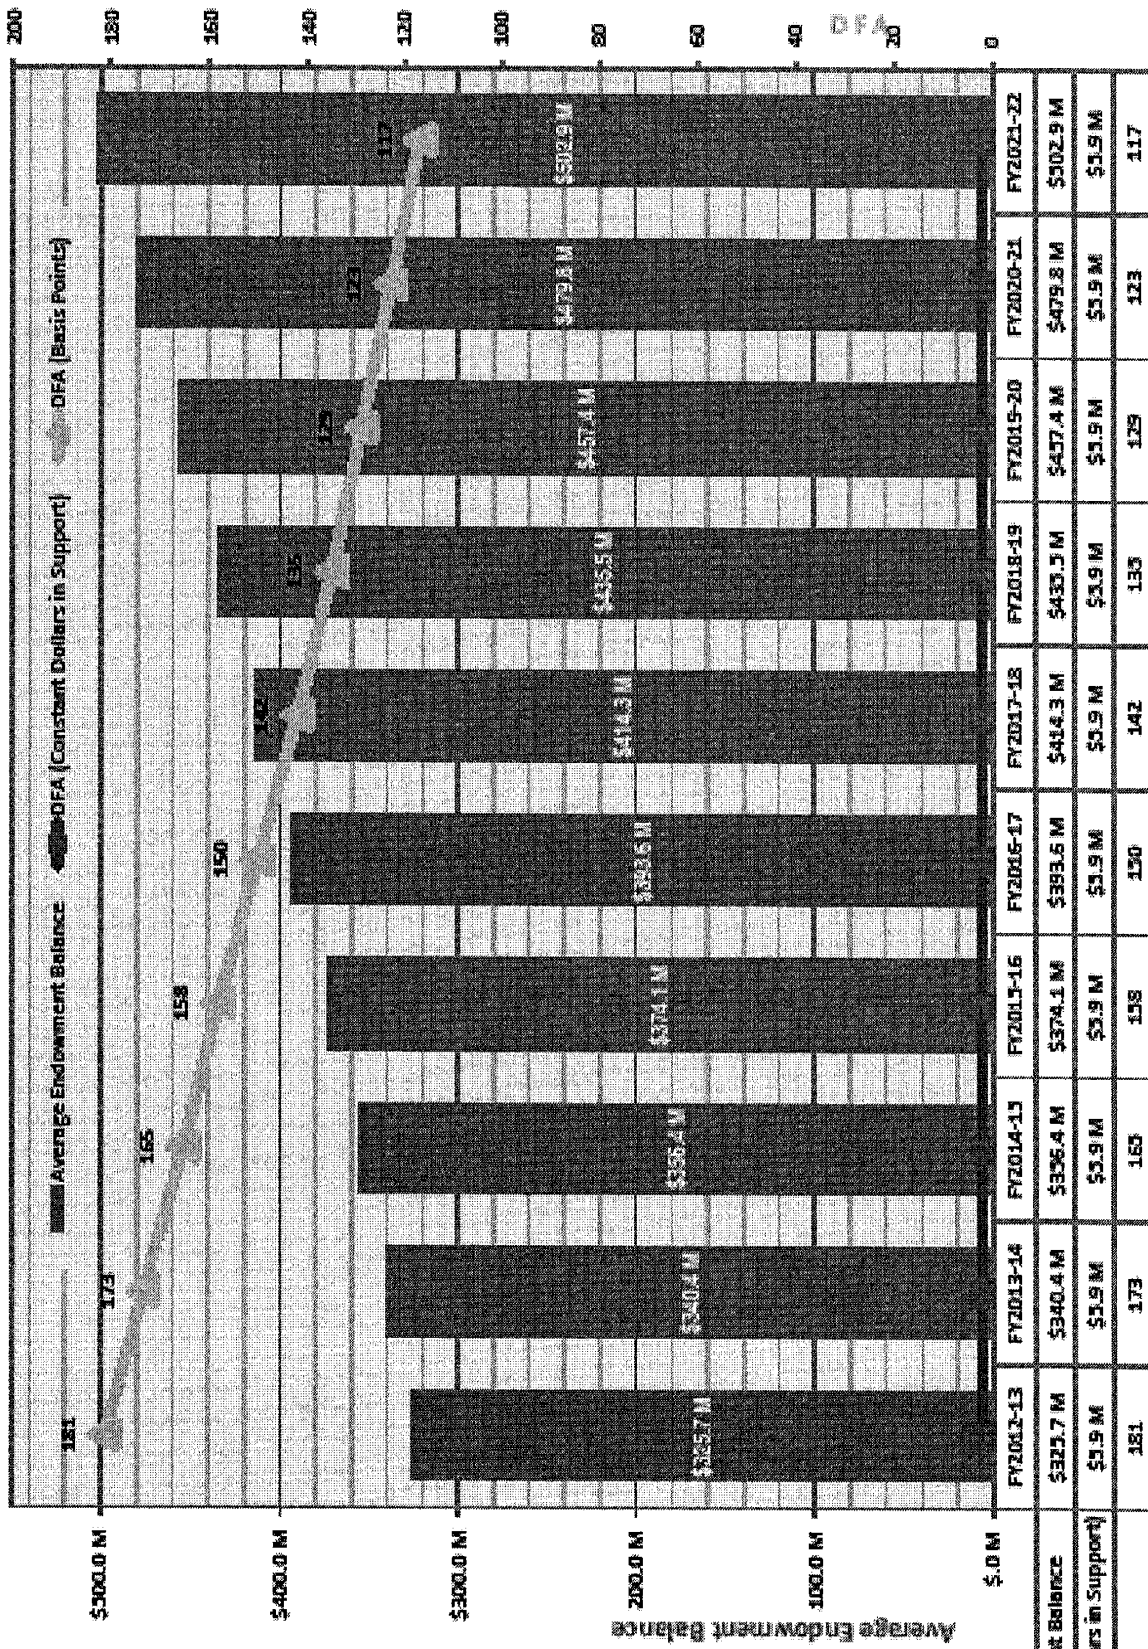 Average Endowment Balance DFA (Constant Dollars in Support) DFA (Basis Points)
$500.0 M
$400.0 M
$300.0 M
200.0 M
100.0 M
$.0 M
Average Endowment Balance
200
180
160
140
120
100
80
60
40
20
0
DFA
181
173
165
158
150
142
135
129
123
117
$325.7 M
$340.4 M
$356.4 M
$374.1 M
$393.6 M
$414.3 M
$435.5 M
$457.4 M
$479.8 M
$502.9 M
FY2012-13 FY2013-14 FY2014-15 FY2015-16 FY2016-17 FY2017-18 FY2018-19 FY2019-20 FY2020-21 FY2021-22
t Balance $325.7 M $340.4 M $356.4 M $374.1 M $393.6 M $414.3 M $435.5 M $457.4 M $479.8 M $502.9 M
rs in Support) $5.9 M $5.9 M $5.9 M $5.9 M $5.9 M $5.9 M $5.9 M $5.9 M $5.9 M $5.9 M
181 173 165 158 150 142 135 129 123 117